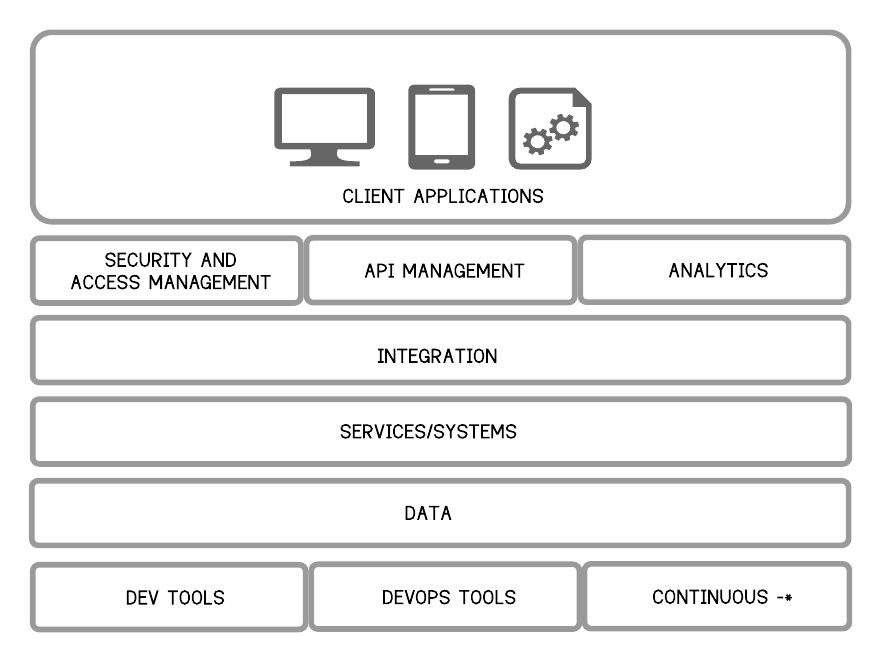 CLIENT APPLICATIONS
SECURITY AND
ACCESS MANAGEMENT
API MANAGEMENT
ANALYTICS
INTEGRATION
SERVICES/SYSTEMS
DATA
DEV TOOLS
DEVOPS TOOLS
CONTINUOUS -*